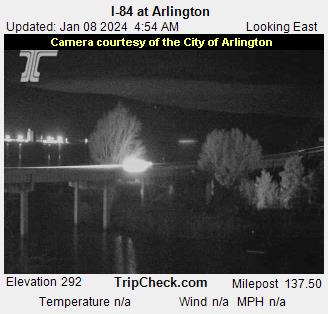 I-84 at Arlington
Updated: Jan 08 2024 4:54 AM Looking East
Camera courtesy of the City of Arlington
Elevation 292 TripCheck.com Milepost 137.50
Temperature n/a Wind n/a MPH n/a